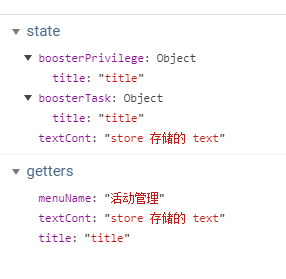 state
boosterPrivilege: Object
title: "title"
boosterTask: Object
title: "title"
textCont: "store 存储的 text"
getters
menuName: "活动管理"
textCont: "store 存储的 text"
title: "title"